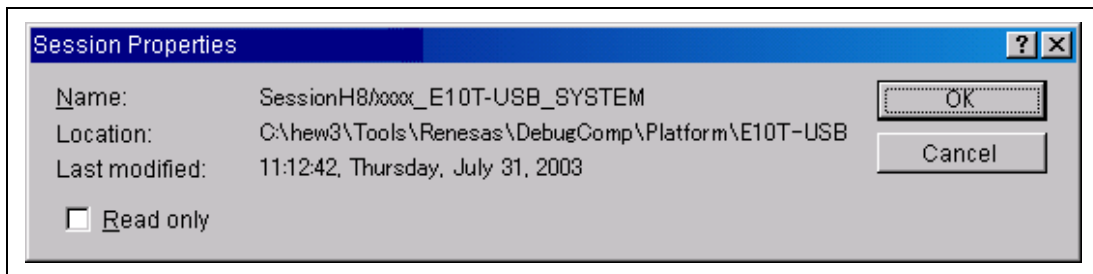 Session Properties
Name: SessionH8/xxxx_E10T-USB_SYSTEM
Location: C:\hew3\Tools\Renesas\DebugComp\Platform\E10T-USB
Last modified: 11:12:42, Thursday, July 31, 2003
Read only
OK
Cancel